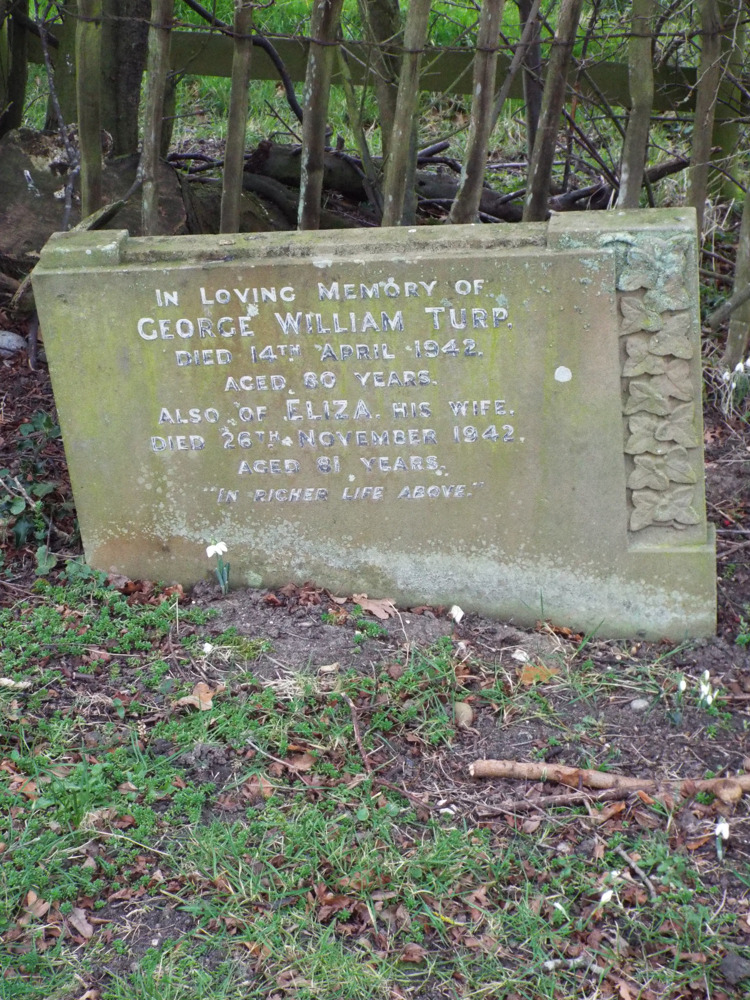 IN LOVING MEMORY OF
GEORGE WILLIAM TURP.
DIED 14TH APRIL 1942.
AGED 80 YEARS.
ALSO OF ELIZA. HIS WIFE.
DIED 26TH NOVEMBER 1942.
AGED 81 YEARS.
"IN RICHER LIFE ABOVE."